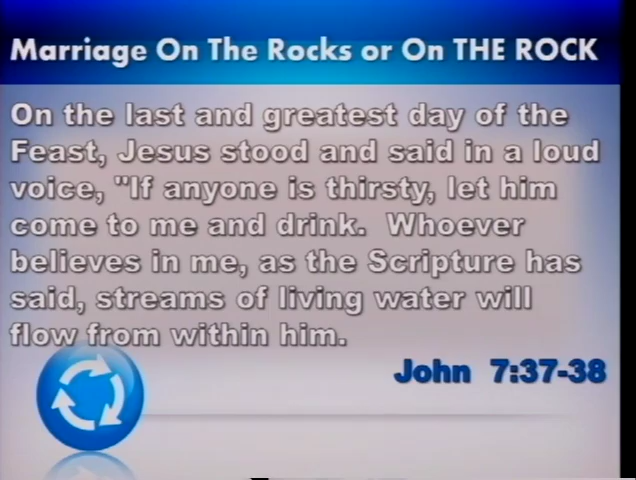 Marriage On The Rocks or On THE ROCK
On the last and greatest day of the
Feast, Jesus stood and said in a loud
voice, "If anyone is thirsty, let him
come to me and drink.  Whoever
believes in me, as the Scripture has
said, streams of living water will
flow from within him.
John  7:37-38